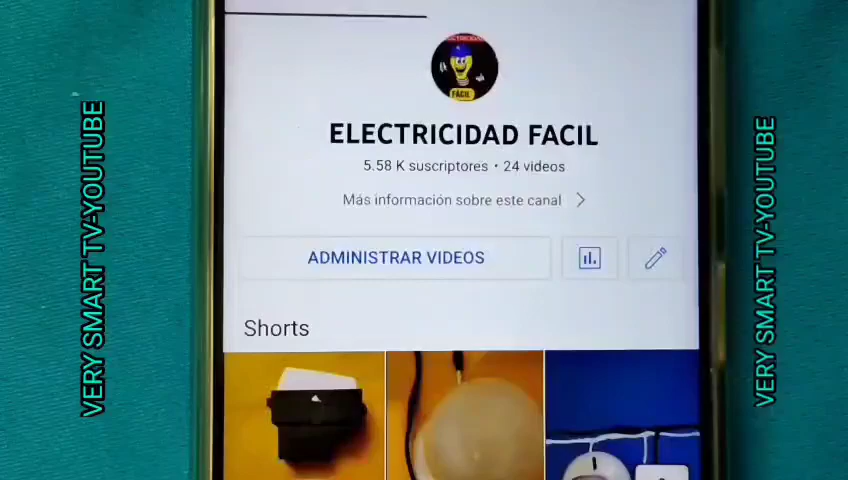 VERY SMART TV-YOUTUBE
FÁCIL
ELECTRICIDAD FACIL
5.58 K suscriptores • 24 videos
Más información sobre este canal
ADMINISTRAR VIDEOS
Shorts
VERY SMART TV-YOUTUBE